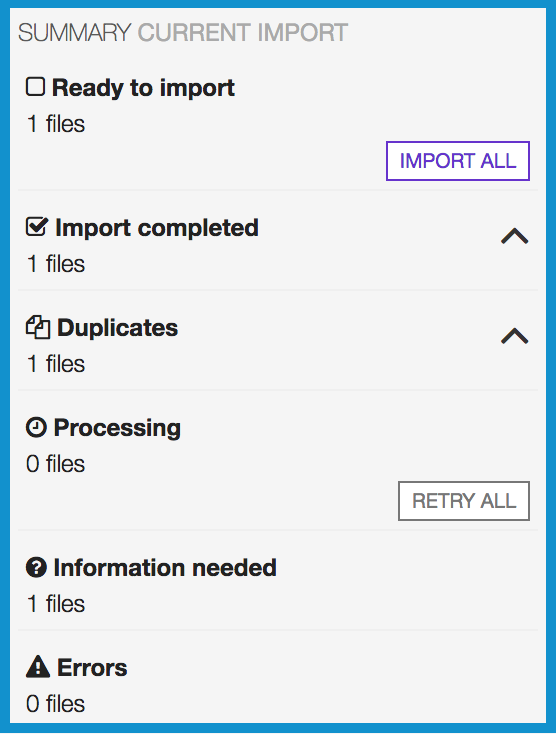 SUMMARY CURRENT IMPORT
Ready to import
1 files
IMPORT ALL
Import completed
1 files
Duplicates
1 files
Processing
0 files
RETRY ALL
Information needed
1 files
Errors
0 files